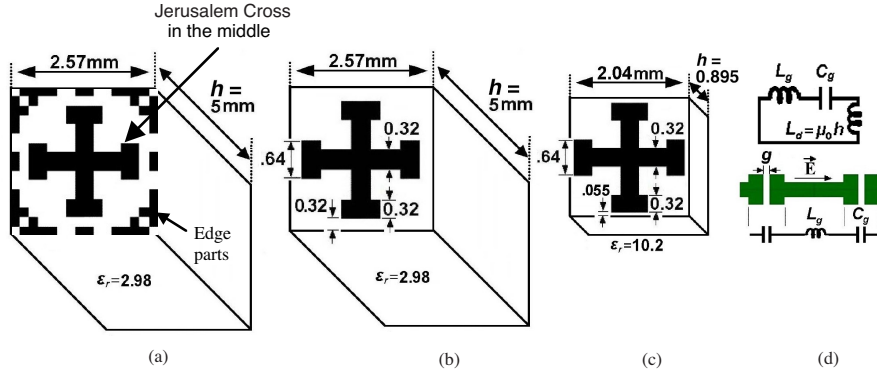 Jerusalem Cross
in the middle
2.57mm
h =
5mm
Edge
parts
εr=2.98
(a)
2.57mm
h =
5mm
.64
0.32
0.32
0.32
εr=2.98
(b)
2.04mm
h =
0.895
.64
0.32
.055
0.32
εr=10.2
(c)
Lg
Cg
Ld=μ0h
g
E
Lg
Cg
(d)